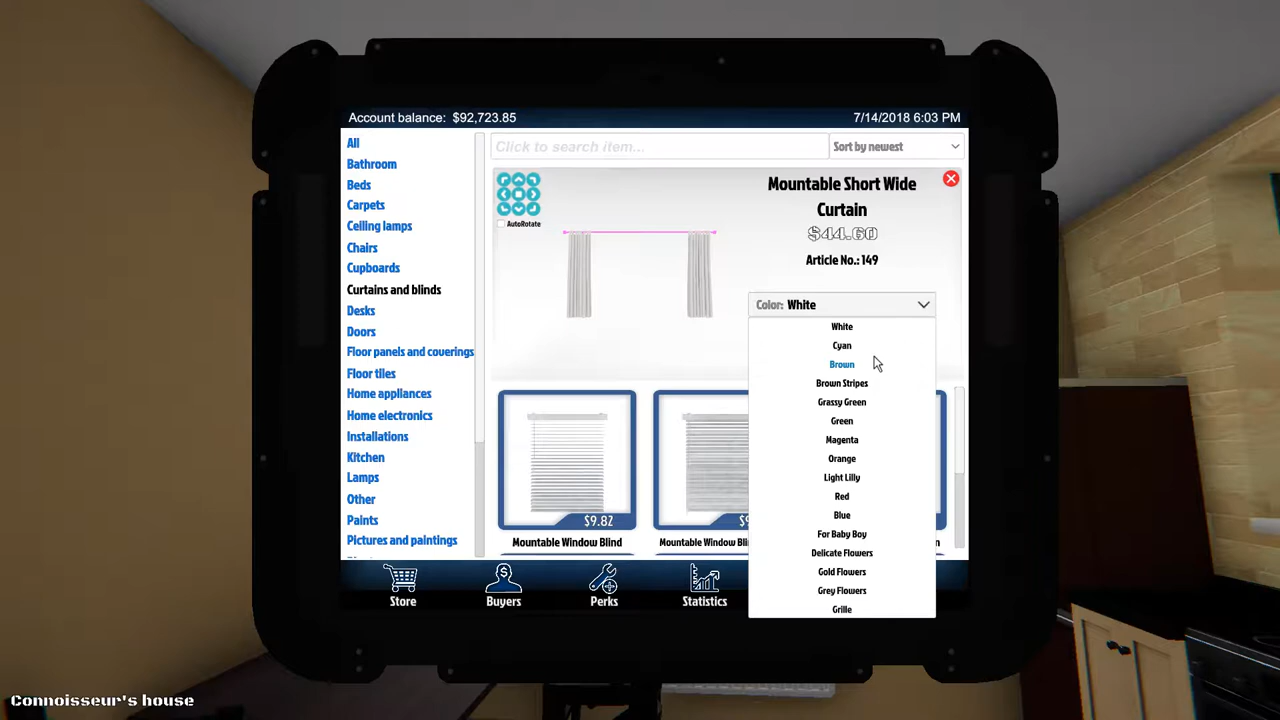 Account balance: $92,723.85
7/14/2018 6:03 PM
All
Bathroom
Beds
Carpets
Ceiling lamps
Chairs
Cupboards
Curtains and blinds
Desks
Doors
Floor panels and coverings
Floor tiles
Home appliances
Home electronics
Installations
Kitchen
Lamps
Other
Paints
Pictures and paintings
Click to search item...
Sort by newest
AutoRotate
Mountable Short Wide
Curtain
$44.60
Article No.: 149
Color: White
White
Cyan
Brown
Brown Stripes
Grassy Green
Green
Magenta
Orange
Light Lilly
Red
Blue
For Baby Boy
Delicate Flowers
Gold Flowers
Grey Flowers
Grille
$9.82
Mountable Window Blind
Mountable Window
Store
Buyers
Perks
Statistics
Connoisseur's house